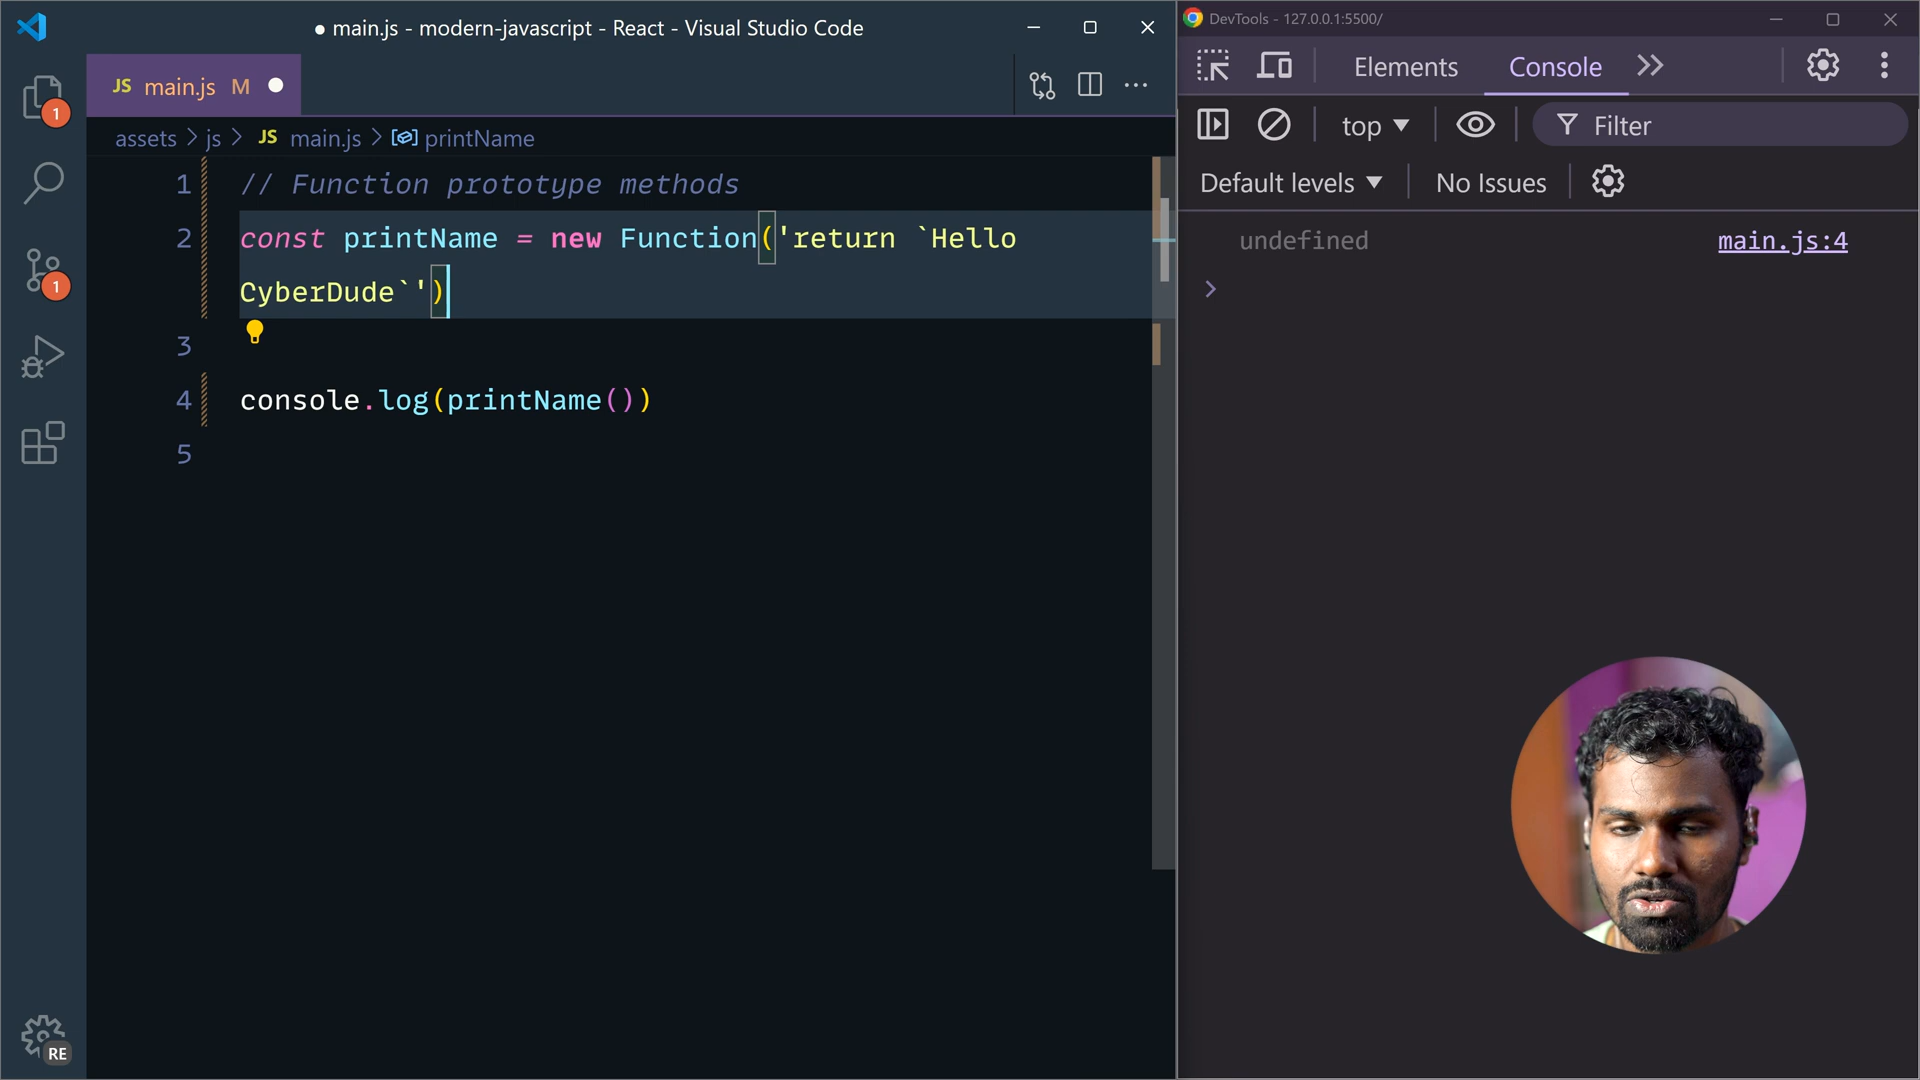 ● main.js - modern-javascript - React - Visual Studio Code
JS main.js M
assets > js > JS main.js > printName
1 // Function prototype methods
2 const printName = new Function('return `Hello
CyberDude`')
3
4 console.log(printName())
5
1
1
RE
DevTools - 127.0.0.1:5500/
Elements Console
top Filter
Default levels No Issues
undefined main.js:4